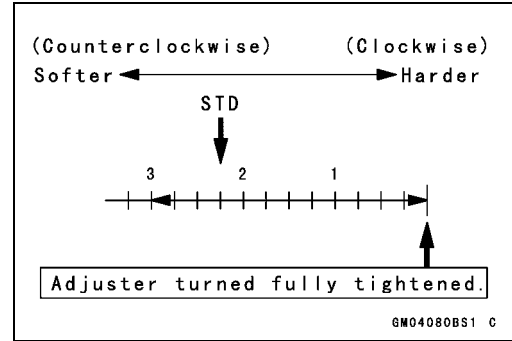 (Counterclockwise) (Clockwise)
Softer Harder
STD
3 2 1
Adjuster turned fully tightened.
GM04080BS1 C